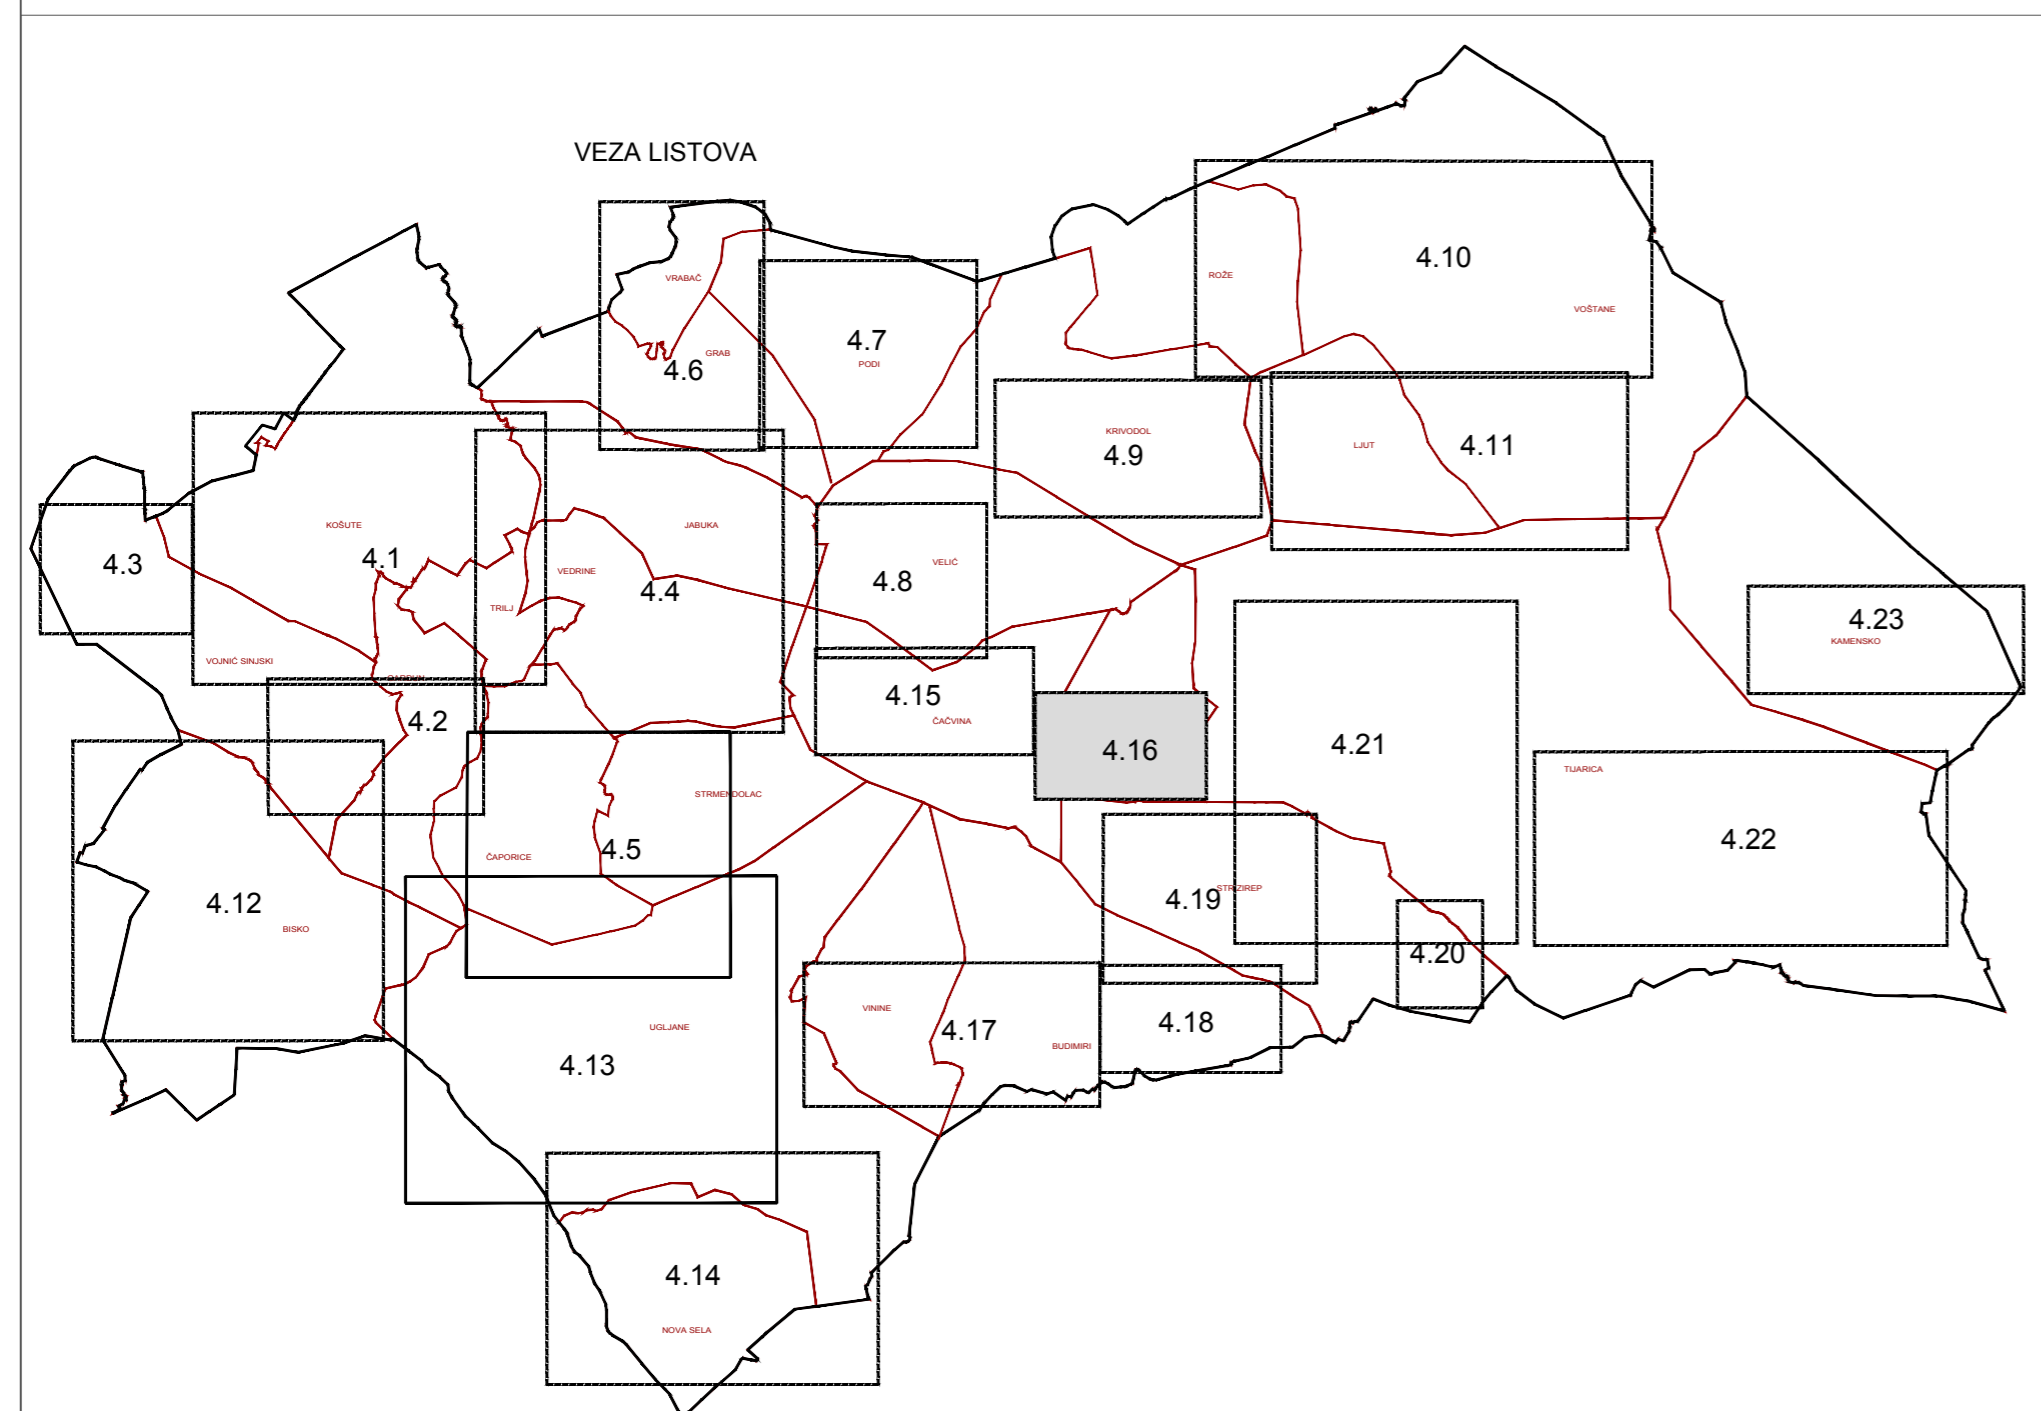 VEZA LISTOVA
4.10
ROŽE
VRABAČ
VOŠTANE
4.7
GRAB
PODI
4.6
KRIVODOL
4.9
LJUT
4.11
KOŠUTE
JABUKA
4.1
4.3
VELIĆ
VEDRINE
4.8
4.4
TRILJ
4.23
KAMENSKO
VOJNIĆ SINJSKI
4.15
ČAČVINA
4.2
4.21
4.16
TIJARICA
STRMENDOLAC
4.22
4.5
ČAPORICE
STRIZIREP
4.19
4.12
BISKO
4.20
VININE
4.18
UGLJANE
4.17
BUDIMIRI
4.13
4.14
NOVA SELA